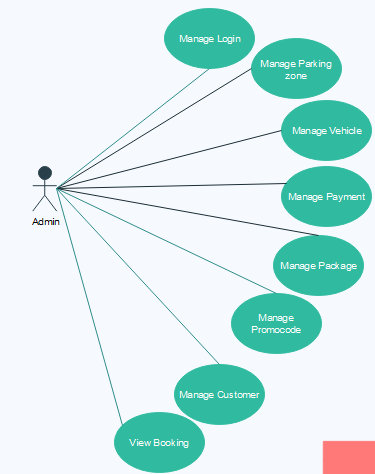 Manage Login
Manage Parking
zone
Manage Vehicle
Manage Payment
Admin
Manage Package
Manage
Promocode
Manage Customer
View Booking